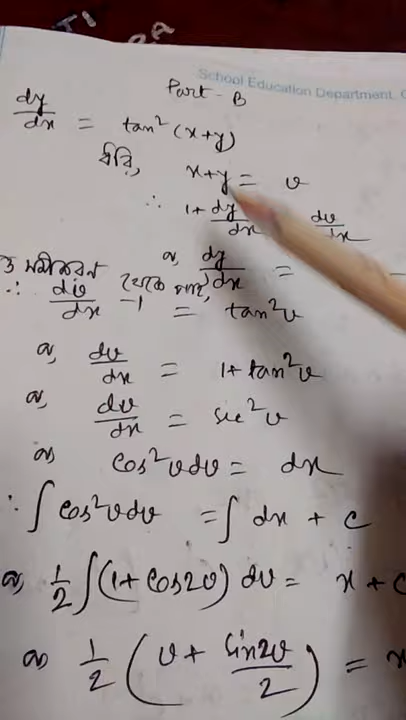 School Education Department,
Part - B
dy/dx = tan²(x+y)
ধরি, x+y = v
∴ 1 + dy/dx dv/dx
বা, dy/dx =
ঃ সমীকরণ থেকে পাই,
∴ dv/dx - 1 = tan²v
বা, dv/dx = 1 + tan²v
বা, dv/dx = sec²v
বা cos²v dv = dx
∴ ∫cos²v dv = ∫dx + c
বা, 1/2 ∫(1 + cos2v) dv = x + c
বা 1/2 (v + sin2v/2) = x